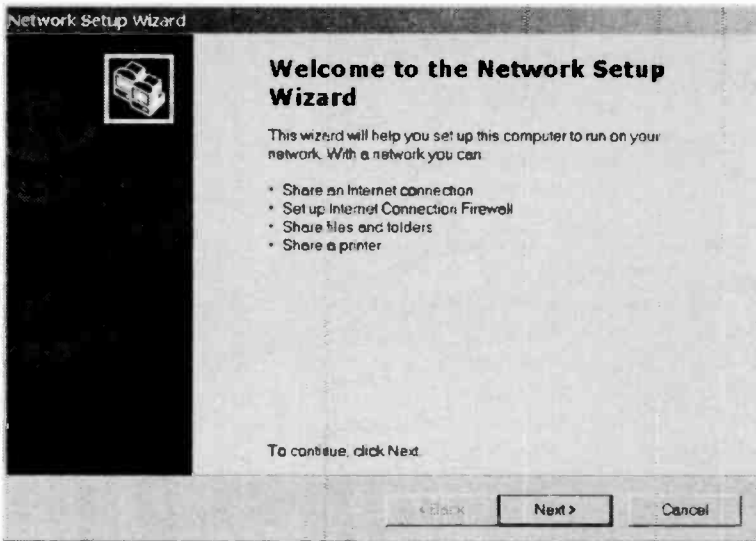 Network Setup Wizard
Welcome to the Network Setup
Wizard
This wizard will help you set up this computer to run on your
network. With a network you can
• Share an Internet connection
• Set up Internet Connection Firewall
• Share files and folders
• Share a printer
To continue, click Next.
< Back
Next >
Cancel